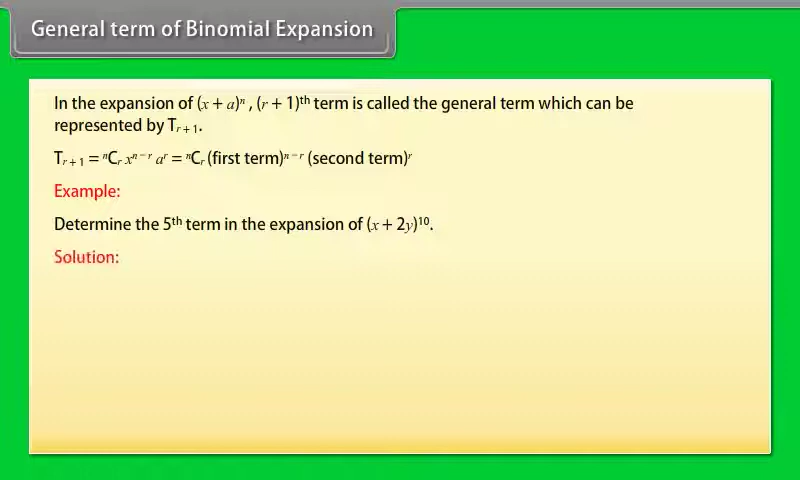 General term of Binomial Expansion
In the expansion of (x + a)ⁿ , (r + 1)ᵗʰ term is called the general term which can be
represented by Tᵣ₊₁.
Tᵣ₊₁ = ⁿCᵣ xⁿ⁻ʳ aʳ = ⁿCᵣ (first term)ⁿ⁻ʳ (second term)ʳ
Example:
Determine the 5ᵗʰ term in the expansion of (x + 2y)¹⁰.
Solution: